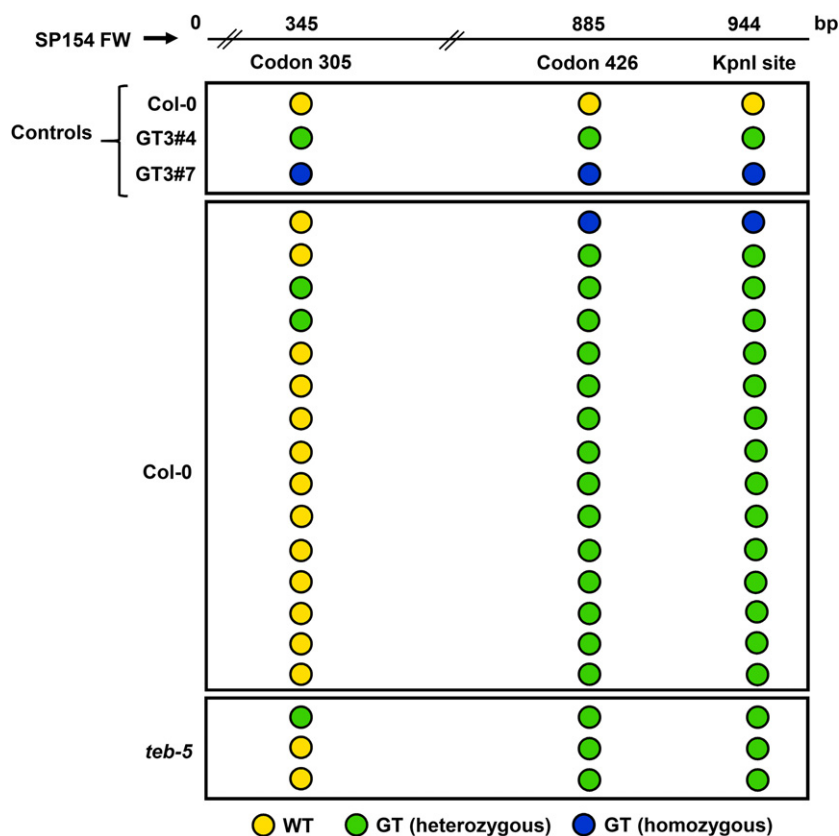 0 345 885 944 bp
SP154 FW
Codon 305 Codon 426 KpnI site
Controls
Col-0
GT3#4
GT3#7
Col-0
teb-5
WT GT (heterozygous) GT (homozygous)